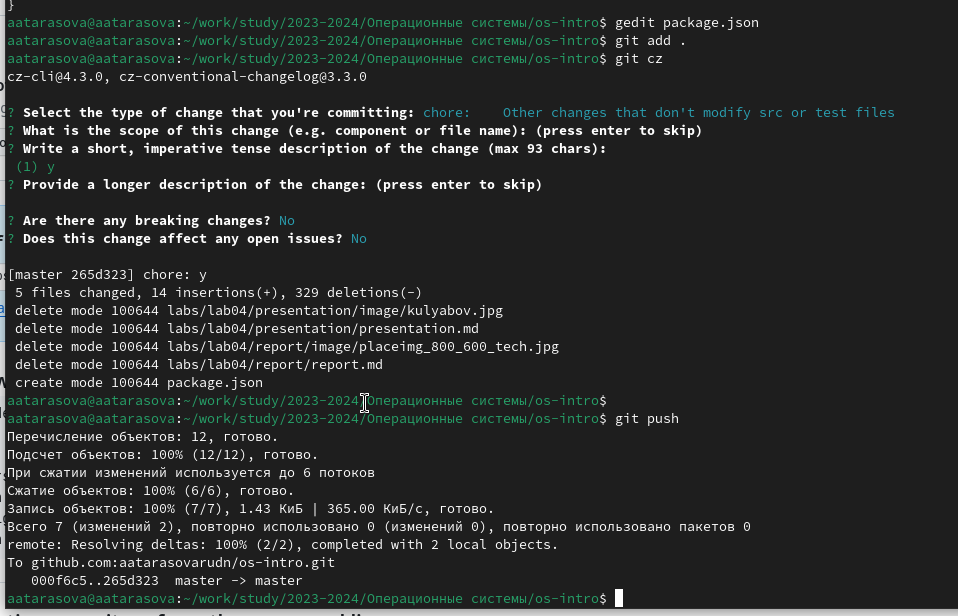 }
aatarasova@aatarasova:~/work/study/2023-2024/Операционные системы/os-intro$ gedit package.json
aatarasova@aatarasova:~/work/study/2023-2024/Операционные системы/os-intro$ git add .
aatarasova@aatarasova:~/work/study/2023-2024/Операционные системы/os-intro$ git cz
cz-cli@4.3.0, cz-conventional-changelog@3.3.0
? Select the type of change that you're committing: chore:    Other changes that don't modify src or test files
? What is the scope of this change (e.g. component or file name): (press enter to skip)
? Write a short, imperative tense description of the change (max 93 chars):
 (1) y
? Provide a longer description of the change: (press enter to skip)
? Are there any breaking changes? No
? Does this change affect any open issues? No
[master 265d323] chore: y
 5 files changed, 14 insertions(+), 329 deletions(-)
 delete mode 100644 labs/lab04/presentation/image/kulyabov.jpg
 delete mode 100644 labs/lab04/presentation/presentation.md
 delete mode 100644 labs/lab04/report/image/placeimg_800_600_tech.jpg
 delete mode 100644 labs/lab04/report/report.md
 create mode 100644 package.json
aatarasova@aatarasova:~/work/study/2023-2024/Операционные системы/os-intro$
aatarasova@aatarasova:~/work/study/2023-2024/Операционные системы/os-intro$ git push
Перечисление объектов: 12, готово.
Подсчет объектов: 100% (12/12), готово.
При сжатии изменений используется до 6 потоков
Сжатие объектов: 100% (6/6), готово.
Запись объектов: 100% (7/7), 1.43 КиБ | 365.00 КиБ/с, готово.
Всего 7 (изменений 2), повторно использовано 0 (изменений 0), повторно использовано пакетов 0
remote: Resolving deltas: 100% (2/2), completed with 2 local objects.
To github.com:aatarasovarudn/os-intro.git
   000f6c5..265d323  master -> master
aatarasova@aatarasova:~/work/study/2023-2024/Операционные системы/os-intro$